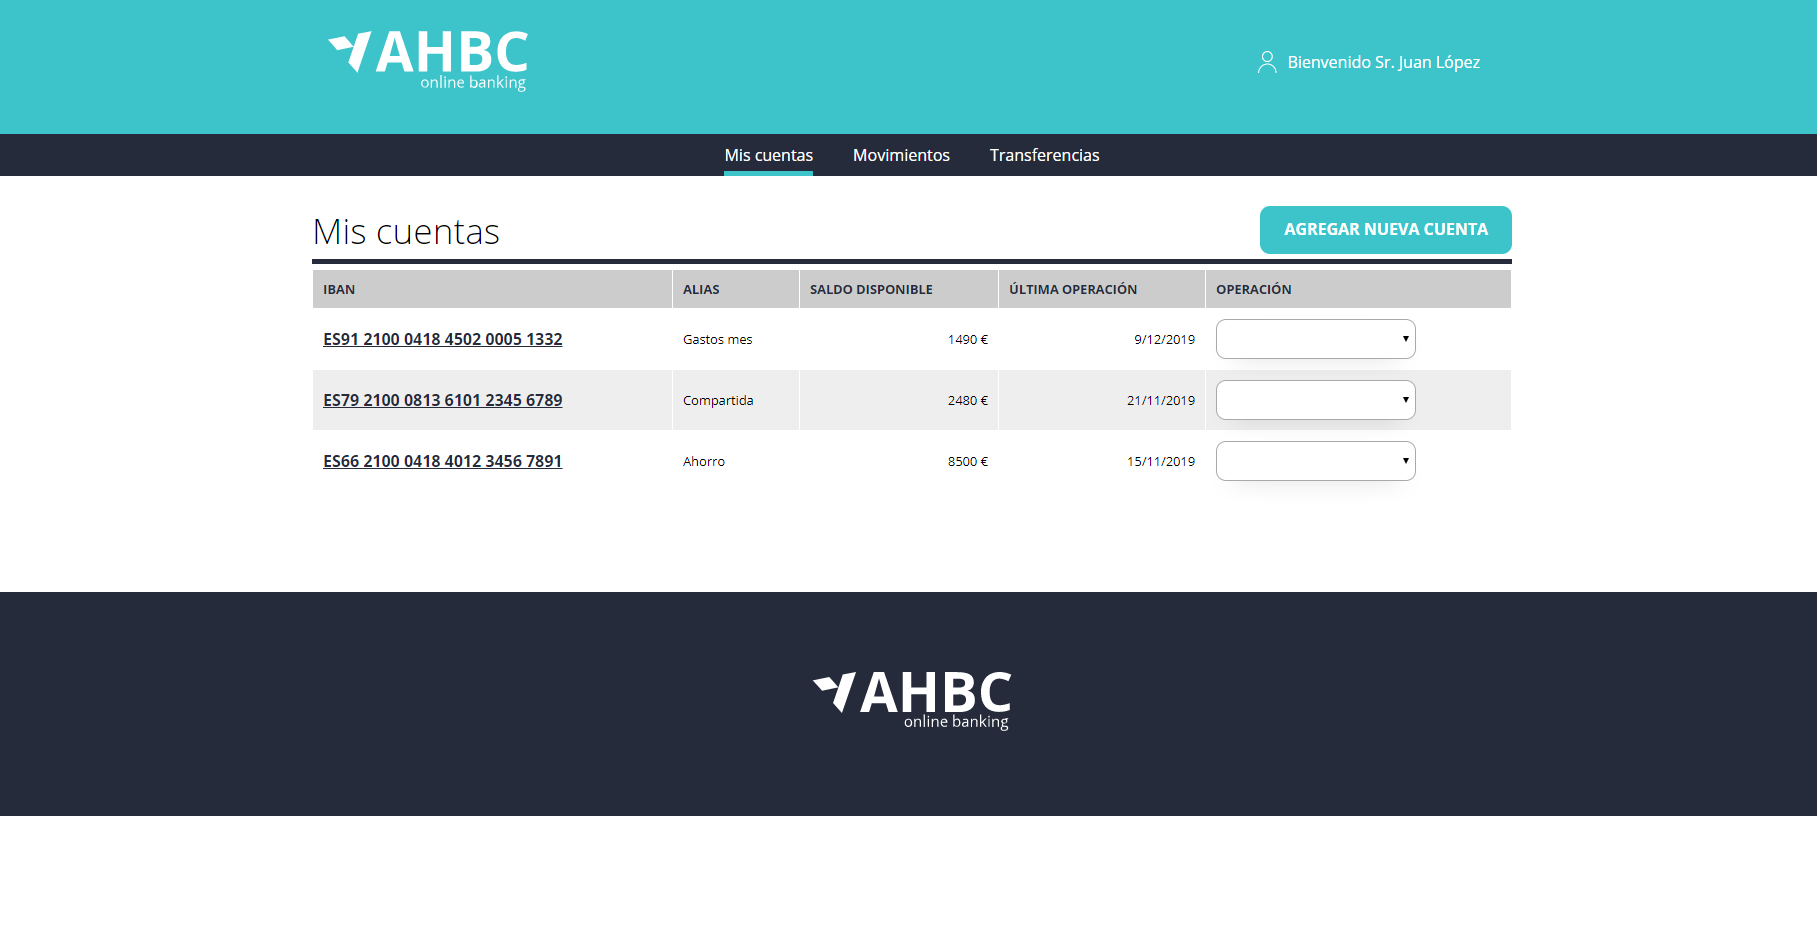 AHBC
online banking
Bienvenido Sr. Juan López
Mis cuentas Movimientos Transferencias
Mis cuentas
AGREGAR NUEVA CUENTA
IBAN ALIAS SALDO DISPONIBLE ÚLTIMA OPERACIÓN OPERACIÓN
ES91 2100 0418 4502 0005 1332 Gastos mes 1490 € 9/12/2019
ES79 2100 0813 6101 2345 6789 Compartida 2480 € 21/11/2019
ES66 2100 0418 4012 3456 7891 Ahorro 8500 € 15/11/2019
AHBC
online banking